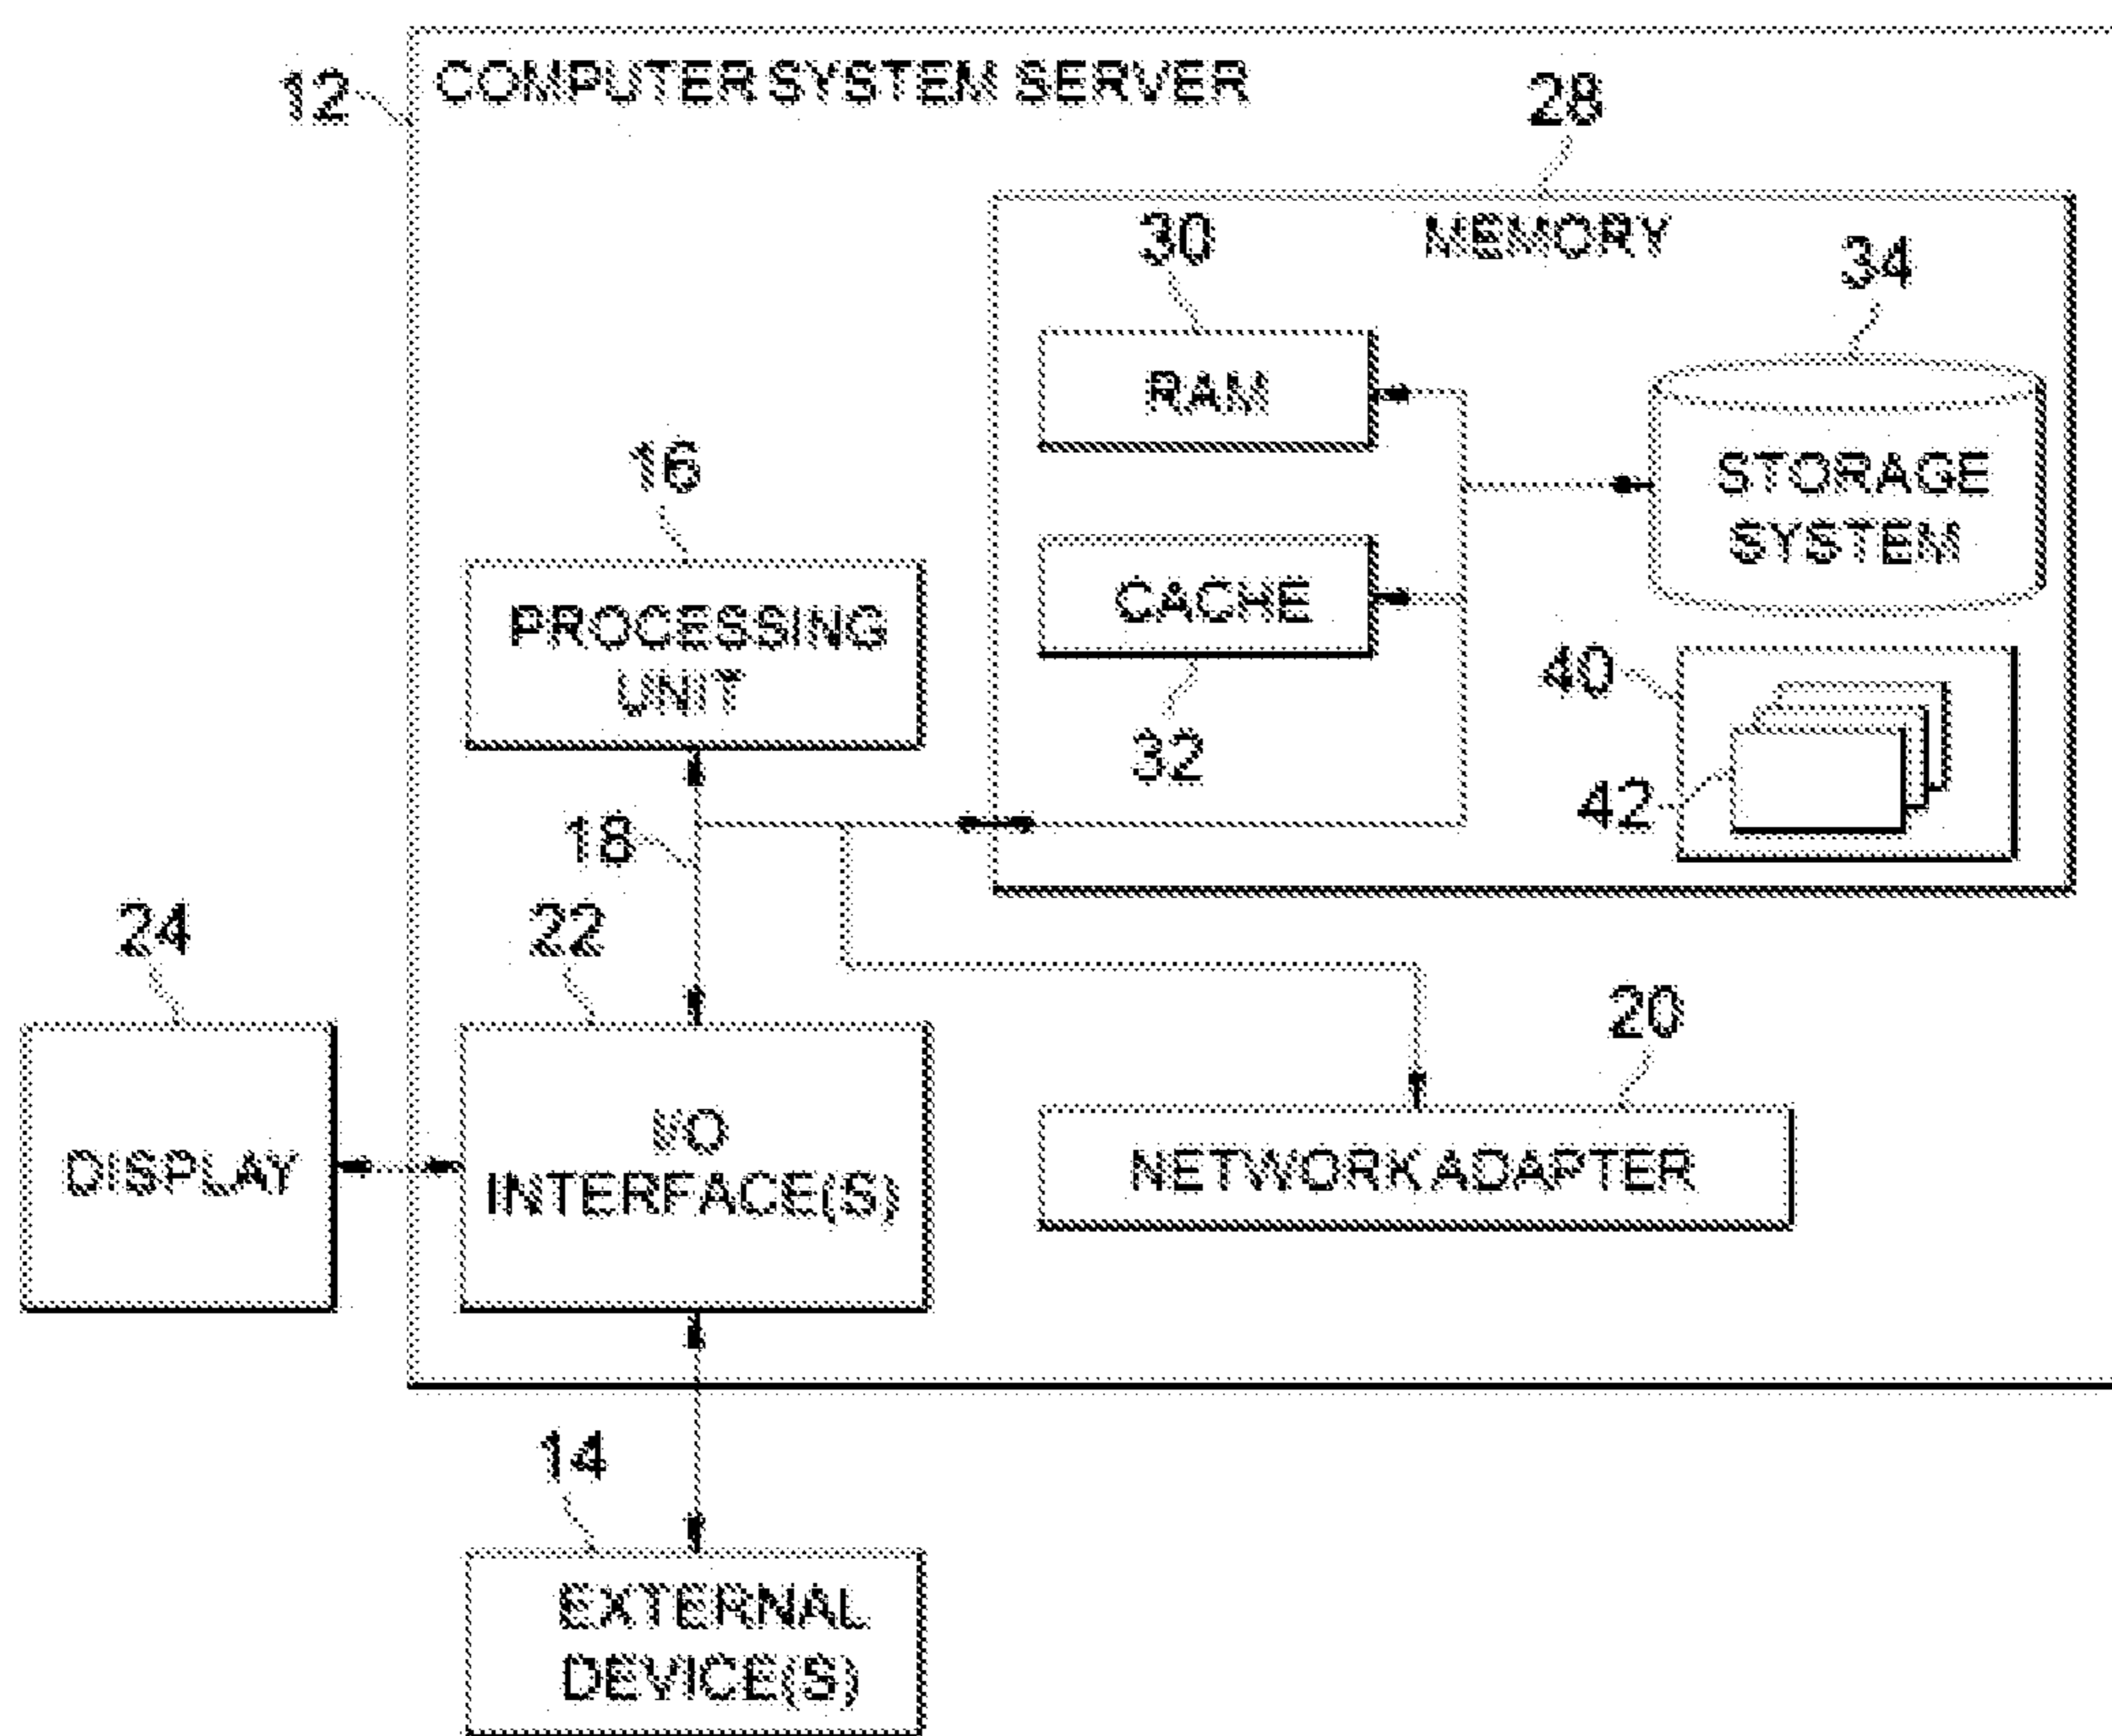 12
COMPUTER SYSTEM SERVER
28
MEMORY
30
34
RAM
STORAGE
SYSTEM
16
PROCESSING
UNIT
CACHE
32
40
42
18
22
24
20
DISPLAY
I/O
INTERFACE(S)
NETWORK ADAPTER
14
EXTERNAL
DEVICE(S)